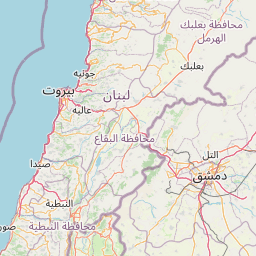 محافظة بعلبك
الهرمل
بعلبك
جونيه
بيروت
لبنان
عاليه
محافظة البقاع
صيدا
التل
دمشق
النبطية
محافظة النبطية
صور